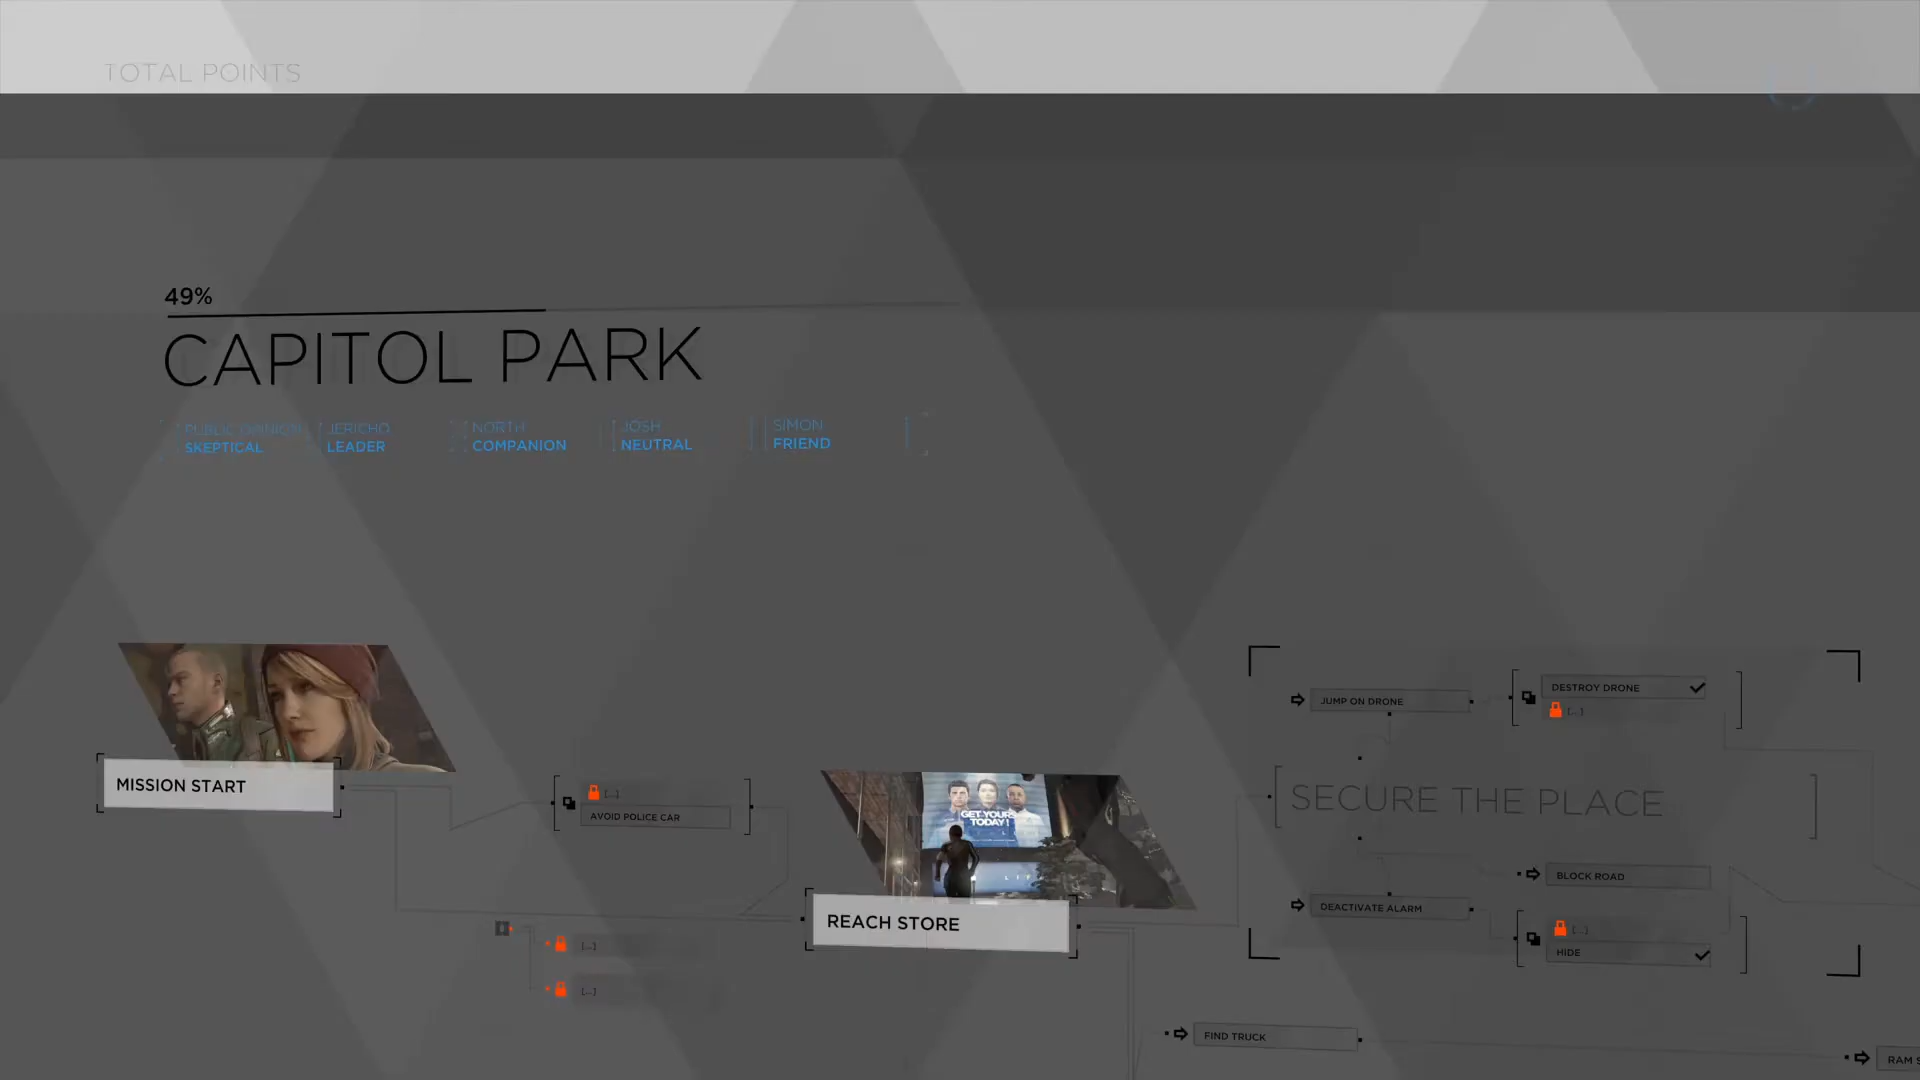 TOTAL POINTS
49%
CAPITOL PARK
PUBLIC OPINION
SKEPTICAL
JERICHO
LEADER
NORTH
COMPANION
JOSH
NEUTRAL
SIMON
FRIEND
MISSION START
[...]
AVOID POLICE CAR
[...]
[...]
GET YOURS
TODAY!
REACH STORE
JUMP ON DRONE
DESTROY DRONE
[...]
SECURE THE PLACE
BLOCK ROAD
DEACTIVATE ALARM
[...]
HIDE
FIND TRUCK
RAM S